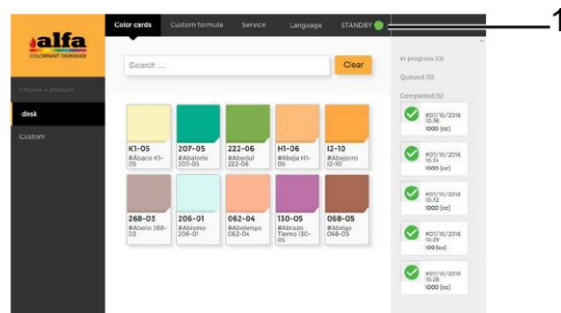 1
alfa
COLORANT DISPENSER
Color cards
Custom formula
Service
Language
STANDBY
Choose a product
desk
Custom
Search ...
Clear
K1-05
#Abaco K1-
05
207-05
#Abalorio
207-05
222-06
#Abedul
222-06
H1-06
#Abeja H1-
06
I2-10
#Abejorro
I2-10
268-03
#Abelo 268-
03
206-01
#Abismo
206-01
062-04
#Abolengo
062-04
130-05
#Abrazo
Tierno 130-
05
068-05
#Abrigo
068-05
In progress (0)
Queued (0)
Completed (5)
#07/10/2016
10:36
1000 [cc]
#07/10/2016
10:34
1000 [cc]
#07/10/2016
10:32
1000 [cc]
#07/10/2016
10:29
100 [cc]
#07/10/2016
10:28
1000 [cc]